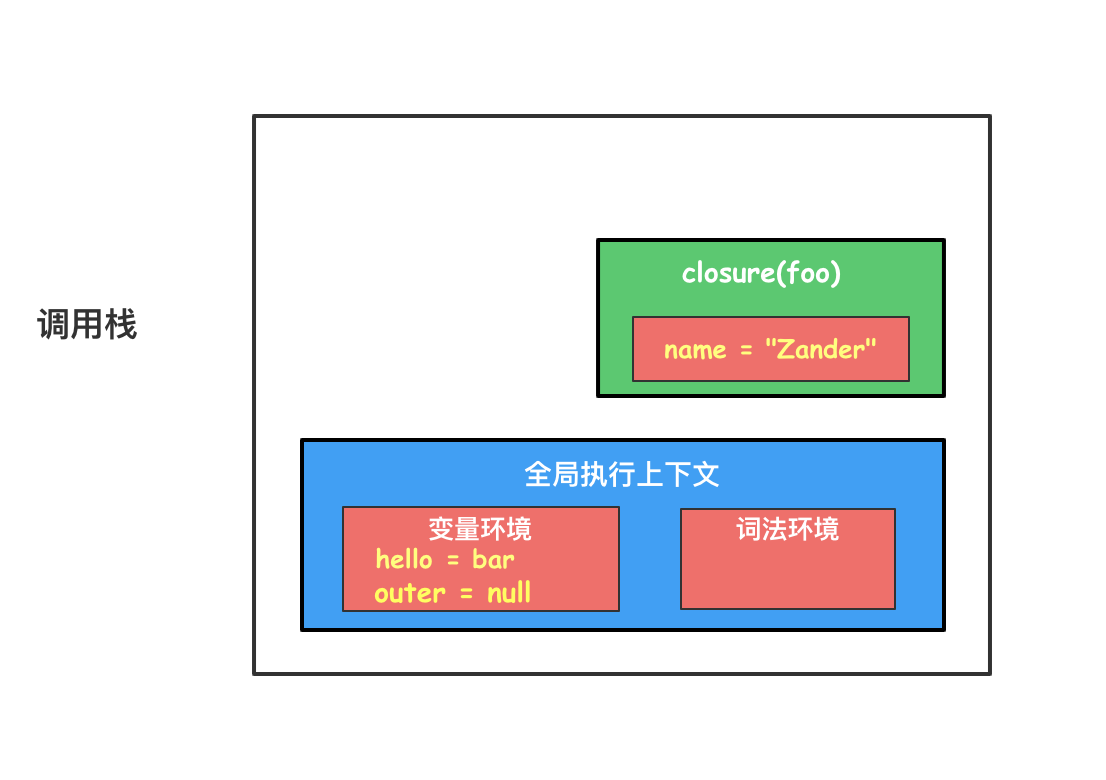 调用栈
closure(foo)
name = "Zander"
全局执行上下文
变量环境
hello = bar
outer = null
词法环境